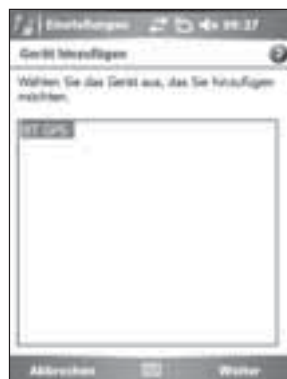 Einstellungen 09:37
Gerät hinzufügen
Wählen Sie das Gerät aus, das Sie hinzufügen
möchten.
BT GPS
Abbrechen Weiter